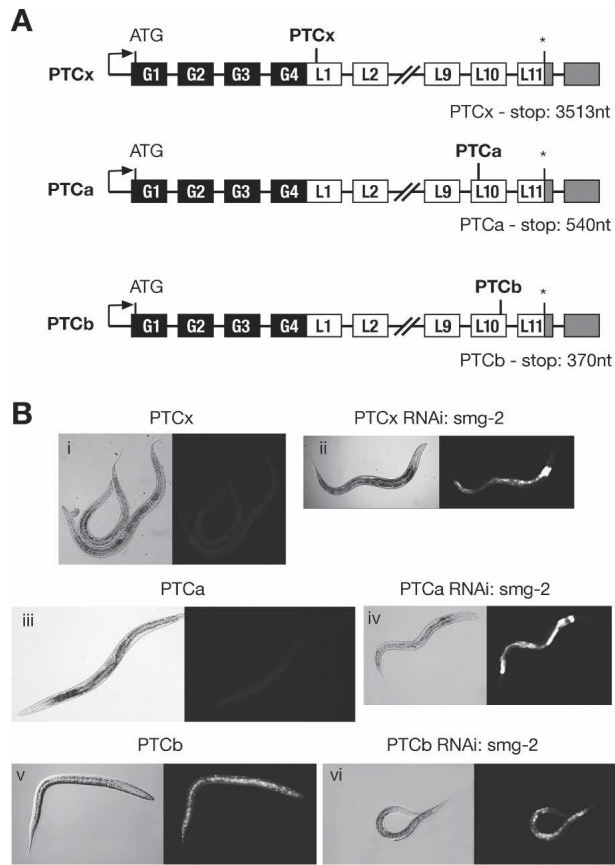 A
ATG
PTCx
*
PTCx
G1 G2 G3 G4 L1 L2 L9 L10 L11
PTCx - stop: 3513nt
ATG
PTCa
*
PTCa
G1 G2 G3 G4 L1 L2 L9 L10 L11
PTCa - stop: 540nt
ATG
PTCb
*
PTCb
G1 G2 G3 G4 L1 L2 L9 L10 L11
PTCb - stop: 370nt
B
PTCx
PTCx RNAi: smg-2
i
ii
PTCa
PTCa RNAi: smg-2
iii
iv
PTCb
PTCb RNAi: smg-2
v
vi